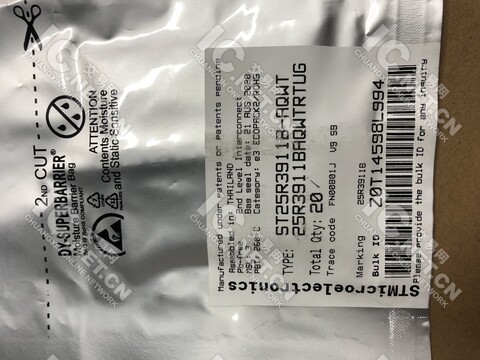 2ND CUT
DY-SUPERBARRIER®
Moisture Barrier Bag
ATTENTION
Contents Moisture
and Static Sensitive
STMicroelectronics
Manufactured under patents or patents pending
Assembled in: THAILAND
Pb-free 2nd Level Interconnect
MSL: 3 Bag seal date: 21 AUG 2020
PBT: 260 C Category: e3 ECOPACK2/ROHS
TYPE: ST25R3911B-AQWT
25R3911BAQWTRTUG
Total Qty: 20
Trace code V9 S9
Marking 25R3911B
Bulk ID Z0T14598L994
Please provide the bulk ID for any inquiry